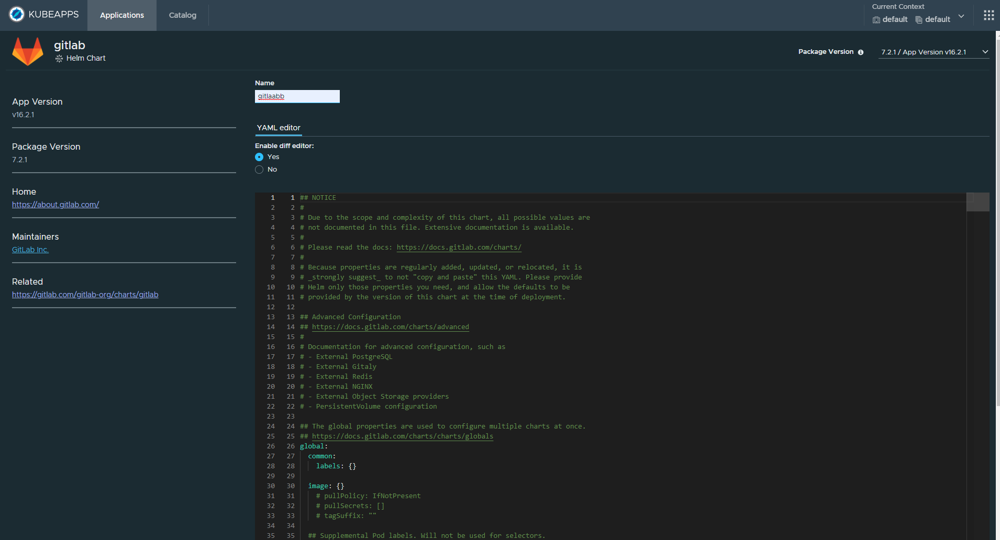 KUBEAPPS
Applications
Catalog
Current Context
default default
gitlab
HELM Helm Chart
Package Version
7.2.1 / App Version v16.2.1
App Version
v16.2.1
Package Version
7.2.1
Home
https://about.gitlab.com/
Maintainers
GitLab Inc.
Related
https://gitlab.com/gitlab-org/charts/gitlab
Name
gitlaabb
YAML editor
Enable diff editor:
Yes
No
1 1 ## NOTICE
2 2 #
3 3 # Due to the scope and complexity of this chart, all possible values are
4 4 # not documented in this file. Extensive documentation is available.
5 5 #
6 6 # Please read the docs: https://docs.gitlab.com/charts/
7 7 #
8 8 # Because properties are regularly added, updated, or relocated, it is
9 9 # _strongly suggest_ to not "copy and paste" this YAML. Please provide
10 10 # Helm only those properties you need, and allow the defaults to be
11 11 # provided by the version of this chart at the time of deployment.
12 12
13 13 ## Advanced Configuration
14 14 ## https://docs.gitlab.com/charts/advanced
15 15 #
16 16 # Documentation for advanced configuration, such as
17 17 # - External PostgreSQL
18 18 # - External Gitaly
19 19 # - External Redis
20 20 # - External NGINX
21 21 # - External Object Storage providers
22 22 # - PersistentVolume configuration
23 23
24 24 ## The global properties are used to configure multiple charts at once.
25 25 ## https://docs.gitlab.com/charts/charts/globals
26 26 global:
27 27 common:
28 28 labels: {}
29 29
30 30 image: {}
31 31 # pullPolicy: IfNotPresent
32 32 # pullSecrets: []
33 33 # tagSuffix: ""
34 34
35 35 ## Supplemental Pod labels. Will not be used for selectors.